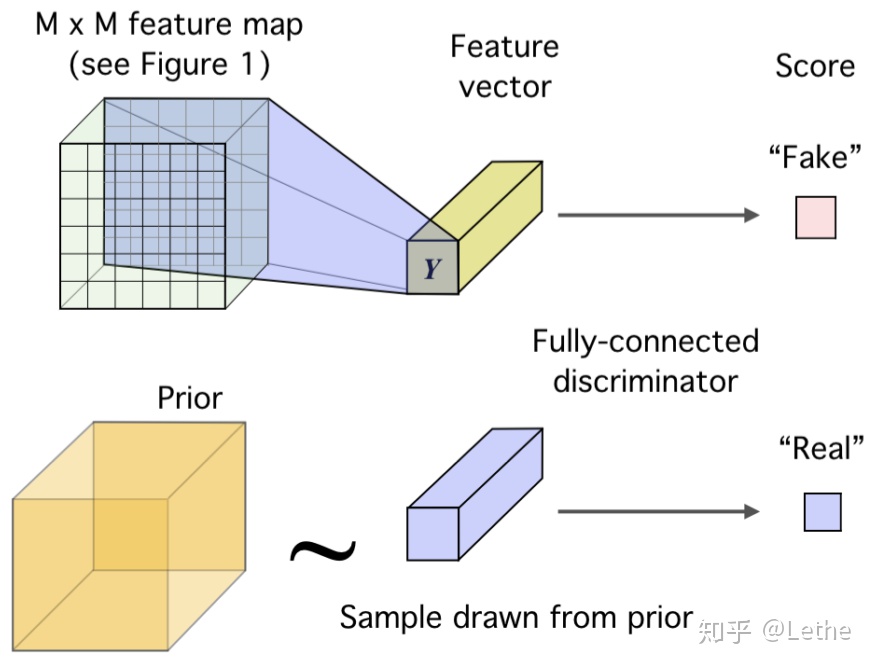 M x M feature map
(see Figure 1)
Feature
vector
Score
“Fake”
Y
Fully-connected
discriminator
Prior
“Real”
~
Sample drawn from prior
知乎 @Lethe